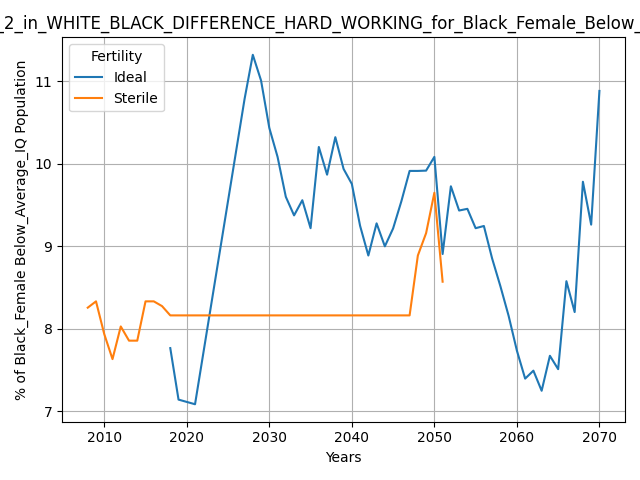 _2_in_WHITE_BLACK_DIFFERENCE_HARD_WORKING_for_Black_Female_Below_
Fertility
Ideal
Sterile
% of Black_Female Below_Average_IQ Population
11
10
9
8
7
2010 2020 2030 2040 2050 2060 2070
Years